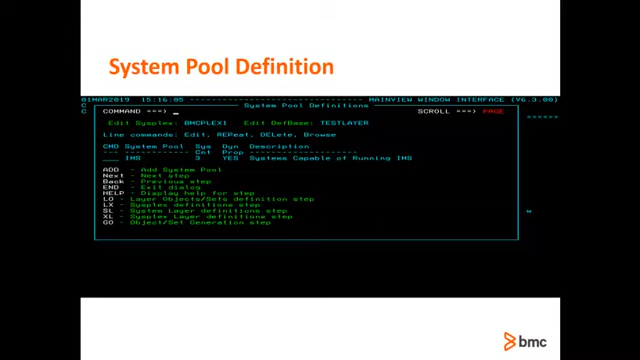 System Pool Definition
01MAR2019 15:16:05 ---------- MAINVIEW WINDOW INTERFACE (V6.3.00)
C System Pool Definitions
C COMMAND ===> _ SCROLL ===> PAGE
Edit Sysplex: BMCPLEX1 Edit DefBase: TESTLAYER
Line commands: Edit, REPeat, DELete, Browse
CMD System Pool Sys Dyn Description
Cnt Prop
___ IMS 3 YES Systems Capable of Running IMS
ADD - Add System Pool
Next - Next step
Back - Previous step
END - Exit dialog
HELP - Display help for step
LO - Layer Objects/Sets definition step
LX - Sysplex definitions step
SL - System Layer definitions step
XL - Sysplex Layer definitions step
GO - Object/Set Generation step
w
bmc